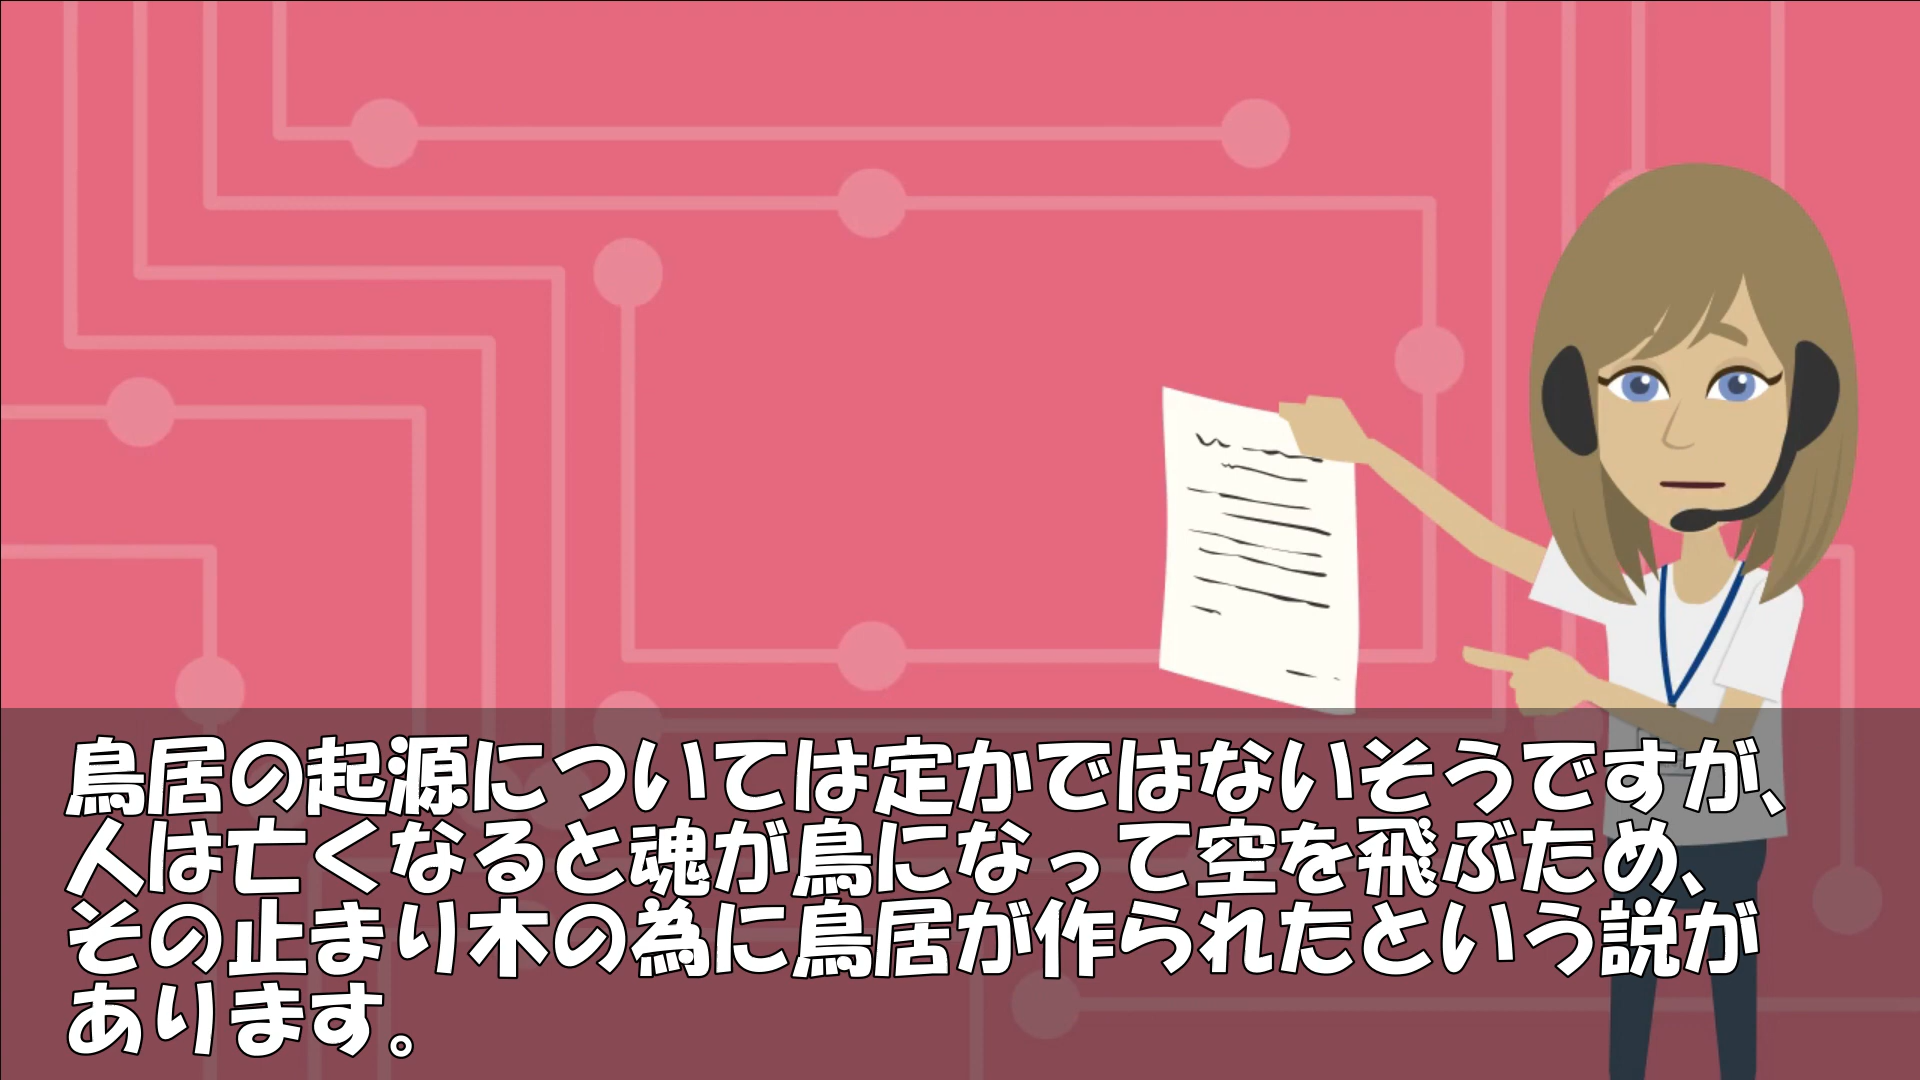 鳥居の起源については定かではないそうですが、
人は亡くなると魂が鳥になって空を飛ぶため、
その止まり木の為に鳥居が作られたという説が
あります。